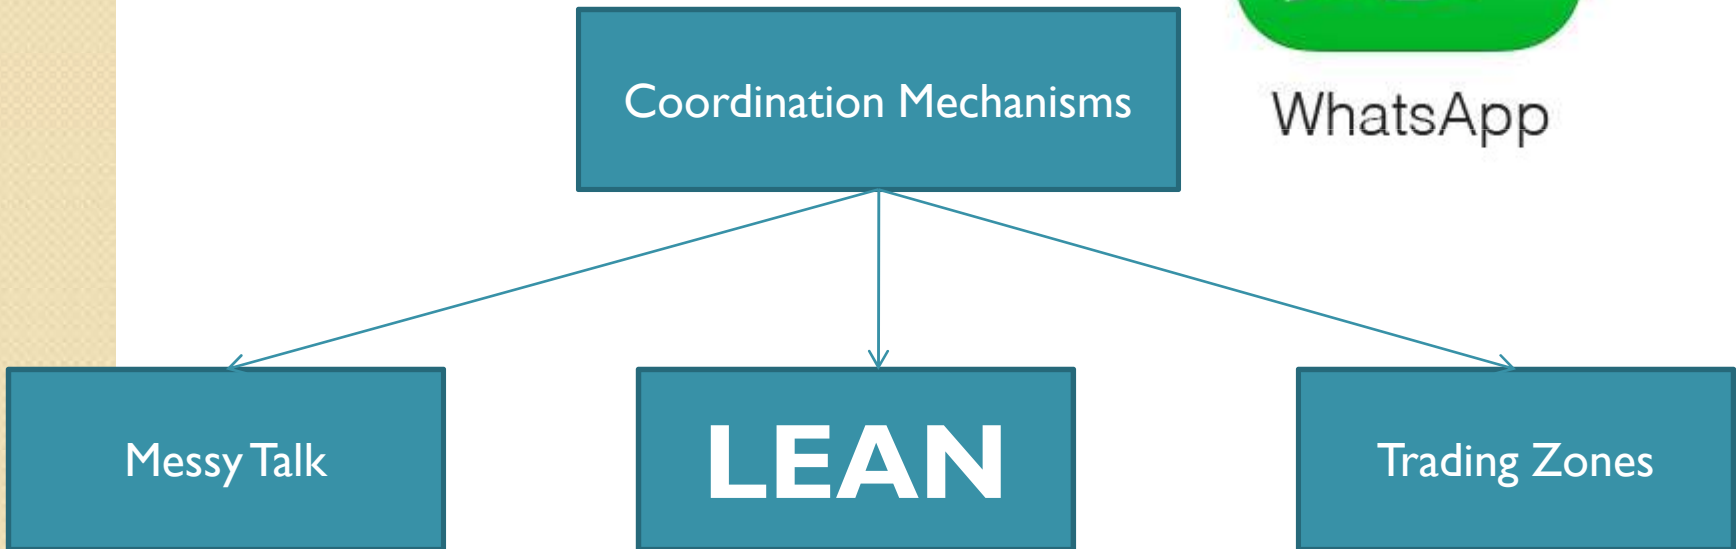 Coordination Mechanisms
WhatsApp
Messy Talk
LEAN
Trading Zones